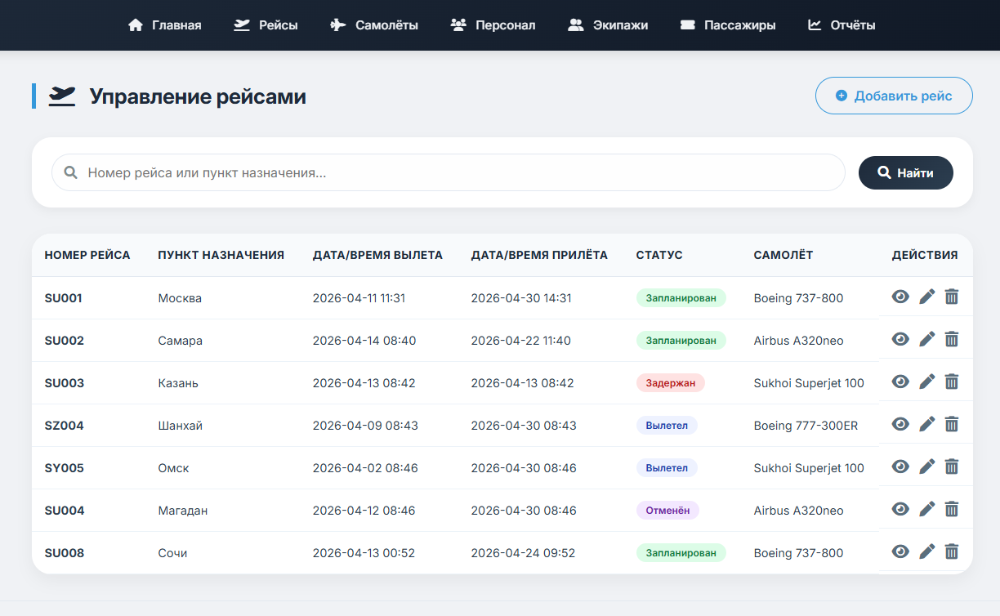 Главная Рейсы Самолёты Персонал Экипажи Пассажиры Отчёты
Управление рейсами Добавить рейс
Номер рейса или пункт назначения... Найти
НОМЕР РЕЙСА ПУНКТ НАЗНАЧЕНИЯ ДАТА/ВРЕМЯ ВЫЛЕТА ДАТА/ВРЕМЯ ПРИЛЁТА СТАТУС САМОЛЁТ ДЕЙСТВИЯ
SU001 Москва 2026-04-11 11:31 2026-04-30 14:31 Запланирован Boeing 737-800
SU002 Самара 2026-04-14 08:40 2026-04-22 11:40 Запланирован Airbus A320neo
SU003 Казань 2026-04-13 08:42 2026-04-13 08:42 Задержан Sukhoi Superjet 100
SZ004 Шанхай 2026-04-09 08:43 2026-04-30 08:43 Вылетел Boeing 777-300ER
SY005 Омск 2026-04-02 08:46 2026-04-30 08:46 Вылетел Sukhoi Superjet 100
SU004 Магадан 2026-04-12 08:46 2026-04-30 08:46 Отменён Airbus A320neo
SU008 Сочи 2026-04-13 00:52 2026-04-24 09:52 Запланирован Boeing 737-800